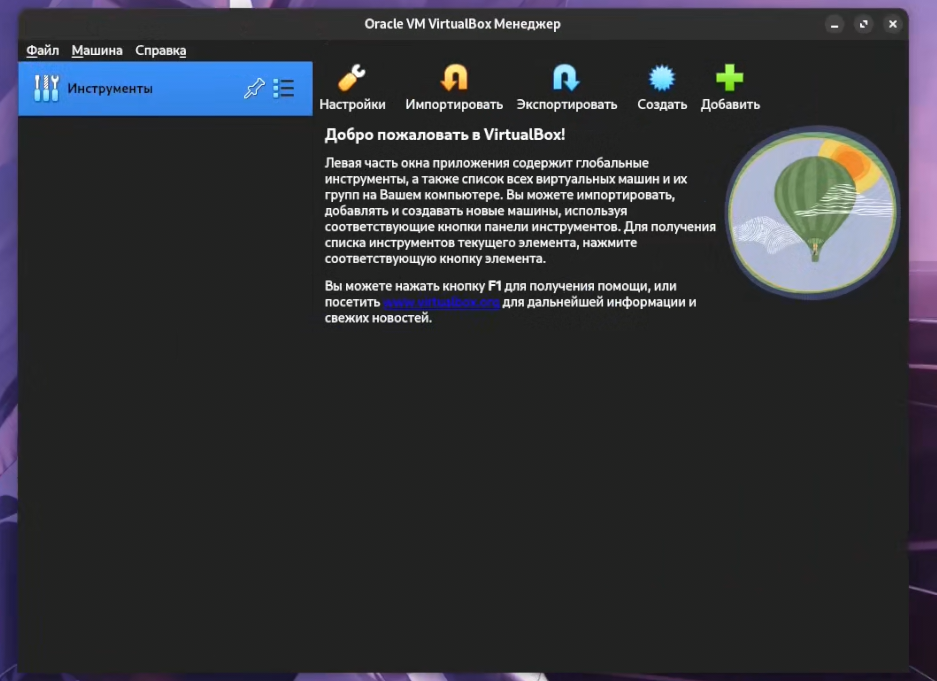 Oracle VM VirtualBox Менеджер
Файл Машина Справка
Инструменты
Настройки Импортировать Экспортировать Создать Добавить
Добро пожаловать в VirtualBox!
Левая часть окна приложения содержит глобальные
инструменты, а также список всех виртуальных машин и их
групп на Вашем компьютере. Вы можете импортировать,
добавлять и создавать новые машины, используя
соответствующие кнопки панели инструментов. Для получения
списка инструментов текущего элемента, нажмите
соответствующую кнопку элемента.
Вы можете нажать кнопку F1 для получения помощи, или
посетить www.virtualbox.org для дальнейшей информации и
свежих новостей.